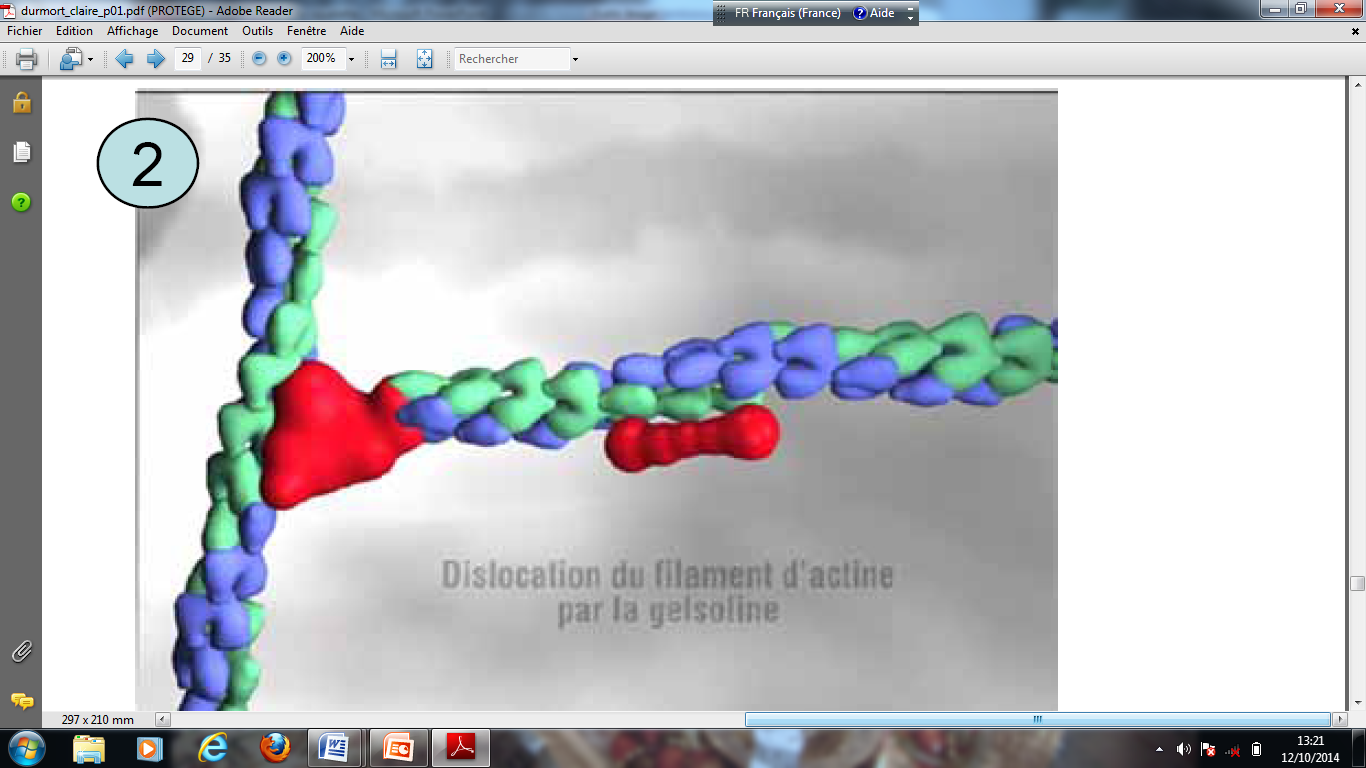 durmort_claire_p01.pdf (PROTEGE) - Adobe Reader
FR Français (France)
? Aide
Fichier Edition Affichage Document Outils Fenêtre Aide
29 / 35
200%
Rechercher
2
Dislocation du filament d'actine
par la gelsoline
297 x 210 mm
13:21
12/10/2014